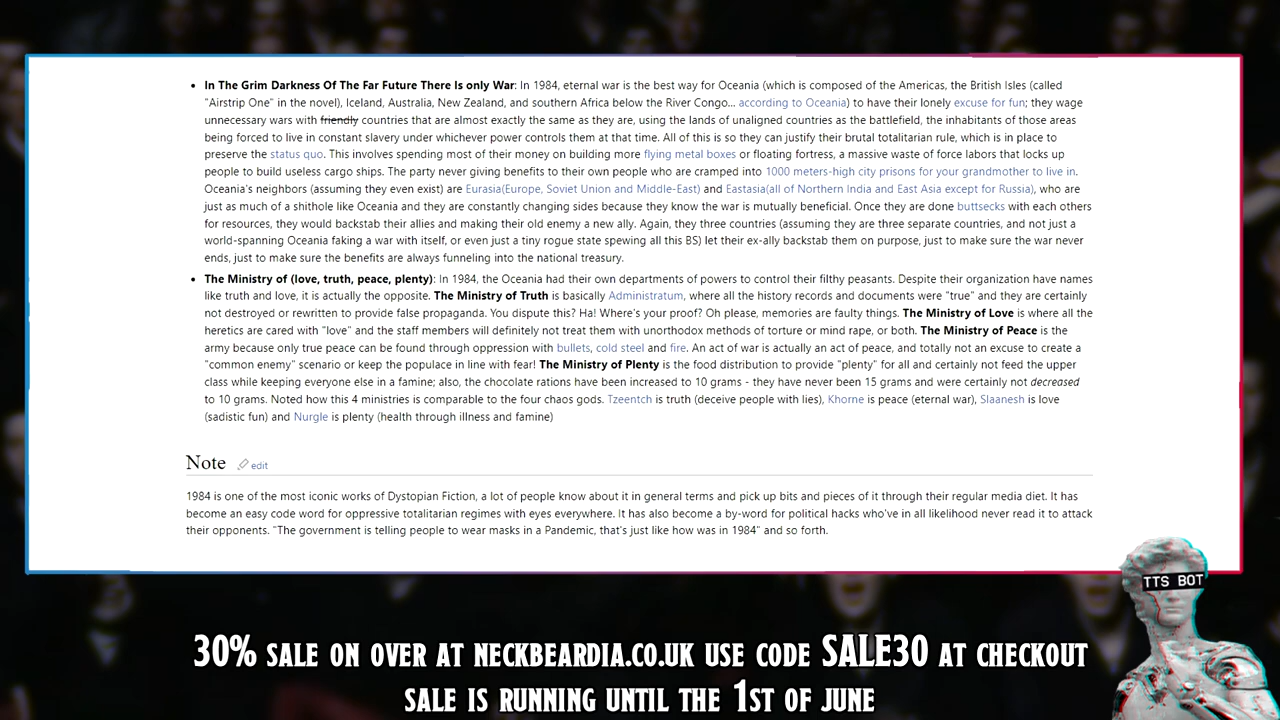 In The Grim Darkness Of The Far Future There Is only War: In 1984, eternal war is the best way for Oceania (which is composed of the Americas, the British Isles (called
"Airstrip One" in the novel), Iceland, Australia, New Zealand, and southern Africa below the River Congo... according to Oceania) to have their lonely excuse for fun; they wage
unnecessary wars with friendly countries that are almost exactly the same as they are, using the lands of unaligned countries as the battlefield, the inhabitants of those areas
being forced to live in constant slavery under whichever power controls them at that time. All of this is so they can justify their brutal totalitarian rule, which is in place to
preserve the status quo. This involves spending most of their money on building more flying metal boxes or floating fortress, a massive waste of force labors that locks up
people to build useless cargo ships. The party never giving benefits to their own people who are cramped into 1000 meters-high city prisons for your grandmother to live in.
Oceania's neighbors (assuming they even exist) are Eurasia(Europe, Soviet Union and Middle-East) and Eastasia(all of Northern India and East Asia except for Russia), who are
just as much of a shithole like Oceania and they are constantly changing sides because they know the war is mutually beneficial. Once they are done buttsecks with each others
for resources, they would backstab their allies and making their old enemy a new ally. Again, they three countries (assuming they are three separate countries, and not just a
world-spanning Oceania faking a war with itself, or even just a tiny rogue state spewing all this BS) let their ex-ally backstab them on purpose, just to make sure the war never
ends, just to make sure the benefits are always funneling into the national treasury.
The Ministry of (love, truth, peace, plenty): In 1984, the Oceania had their own departments of powers to control their filthy peasants. Despite their organization have names
like truth and love, it is actually the opposite. The Ministry of Truth is basically Administratum, where all the history records and documents were "true" and they are certainly
not destroyed or rewritten to provide false propaganda. You dispute this? Ha! Where's your proof? Oh please, memories are faulty things. The Ministry of Love is where all the
heretics are cared with "love" and the staff members will definitely not treat them with unorthodox methods of torture or mind rape, or both. The Ministry of Peace is the
army because only true peace can be found through oppression with bullets, cold steel and fire. An act of war is actually an act of peace, and totally not an excuse to create a
"common enemy" scenario or keep the populace in line with fear! The Ministry of Plenty is the food distribution to provide "plenty" for all and certainly not feed the upper
class while keeping everyone else in a famine; also, the chocolate rations have been increased to 10 grams - they have never been 15 grams and were certainly not decreased
to 10 grams. Noted how this 4 ministries is comparable to the four chaos gods. Tzeentch is truth (deceive people with lies), Khorne is peace (eternal war), Slaanesh is love
(sadistic fun) and Nurgle is plenty (health through illness and famine)
Note edit
1984 is one of the most iconic works of Dystopian Fiction, a lot of people know about it in general terms and pick up bits and pieces of it through their regular media diet. It has
become an easy code word for oppressive totalitarian regimes with eyes everywhere. It has also become a by-word for political hacks who've in all likelihood never read it to attack
their opponents. "The government is telling people to wear masks in a Pandemic, that's just like how was in 1984" and so forth.
TTS BOT
30% SALE ON OVER AT NECKBEARDIA.CO.UK USE CODE SALE30 AT CHECKOUT
SALE IS RUNNING UNTIL THE 1ST OF JUNE